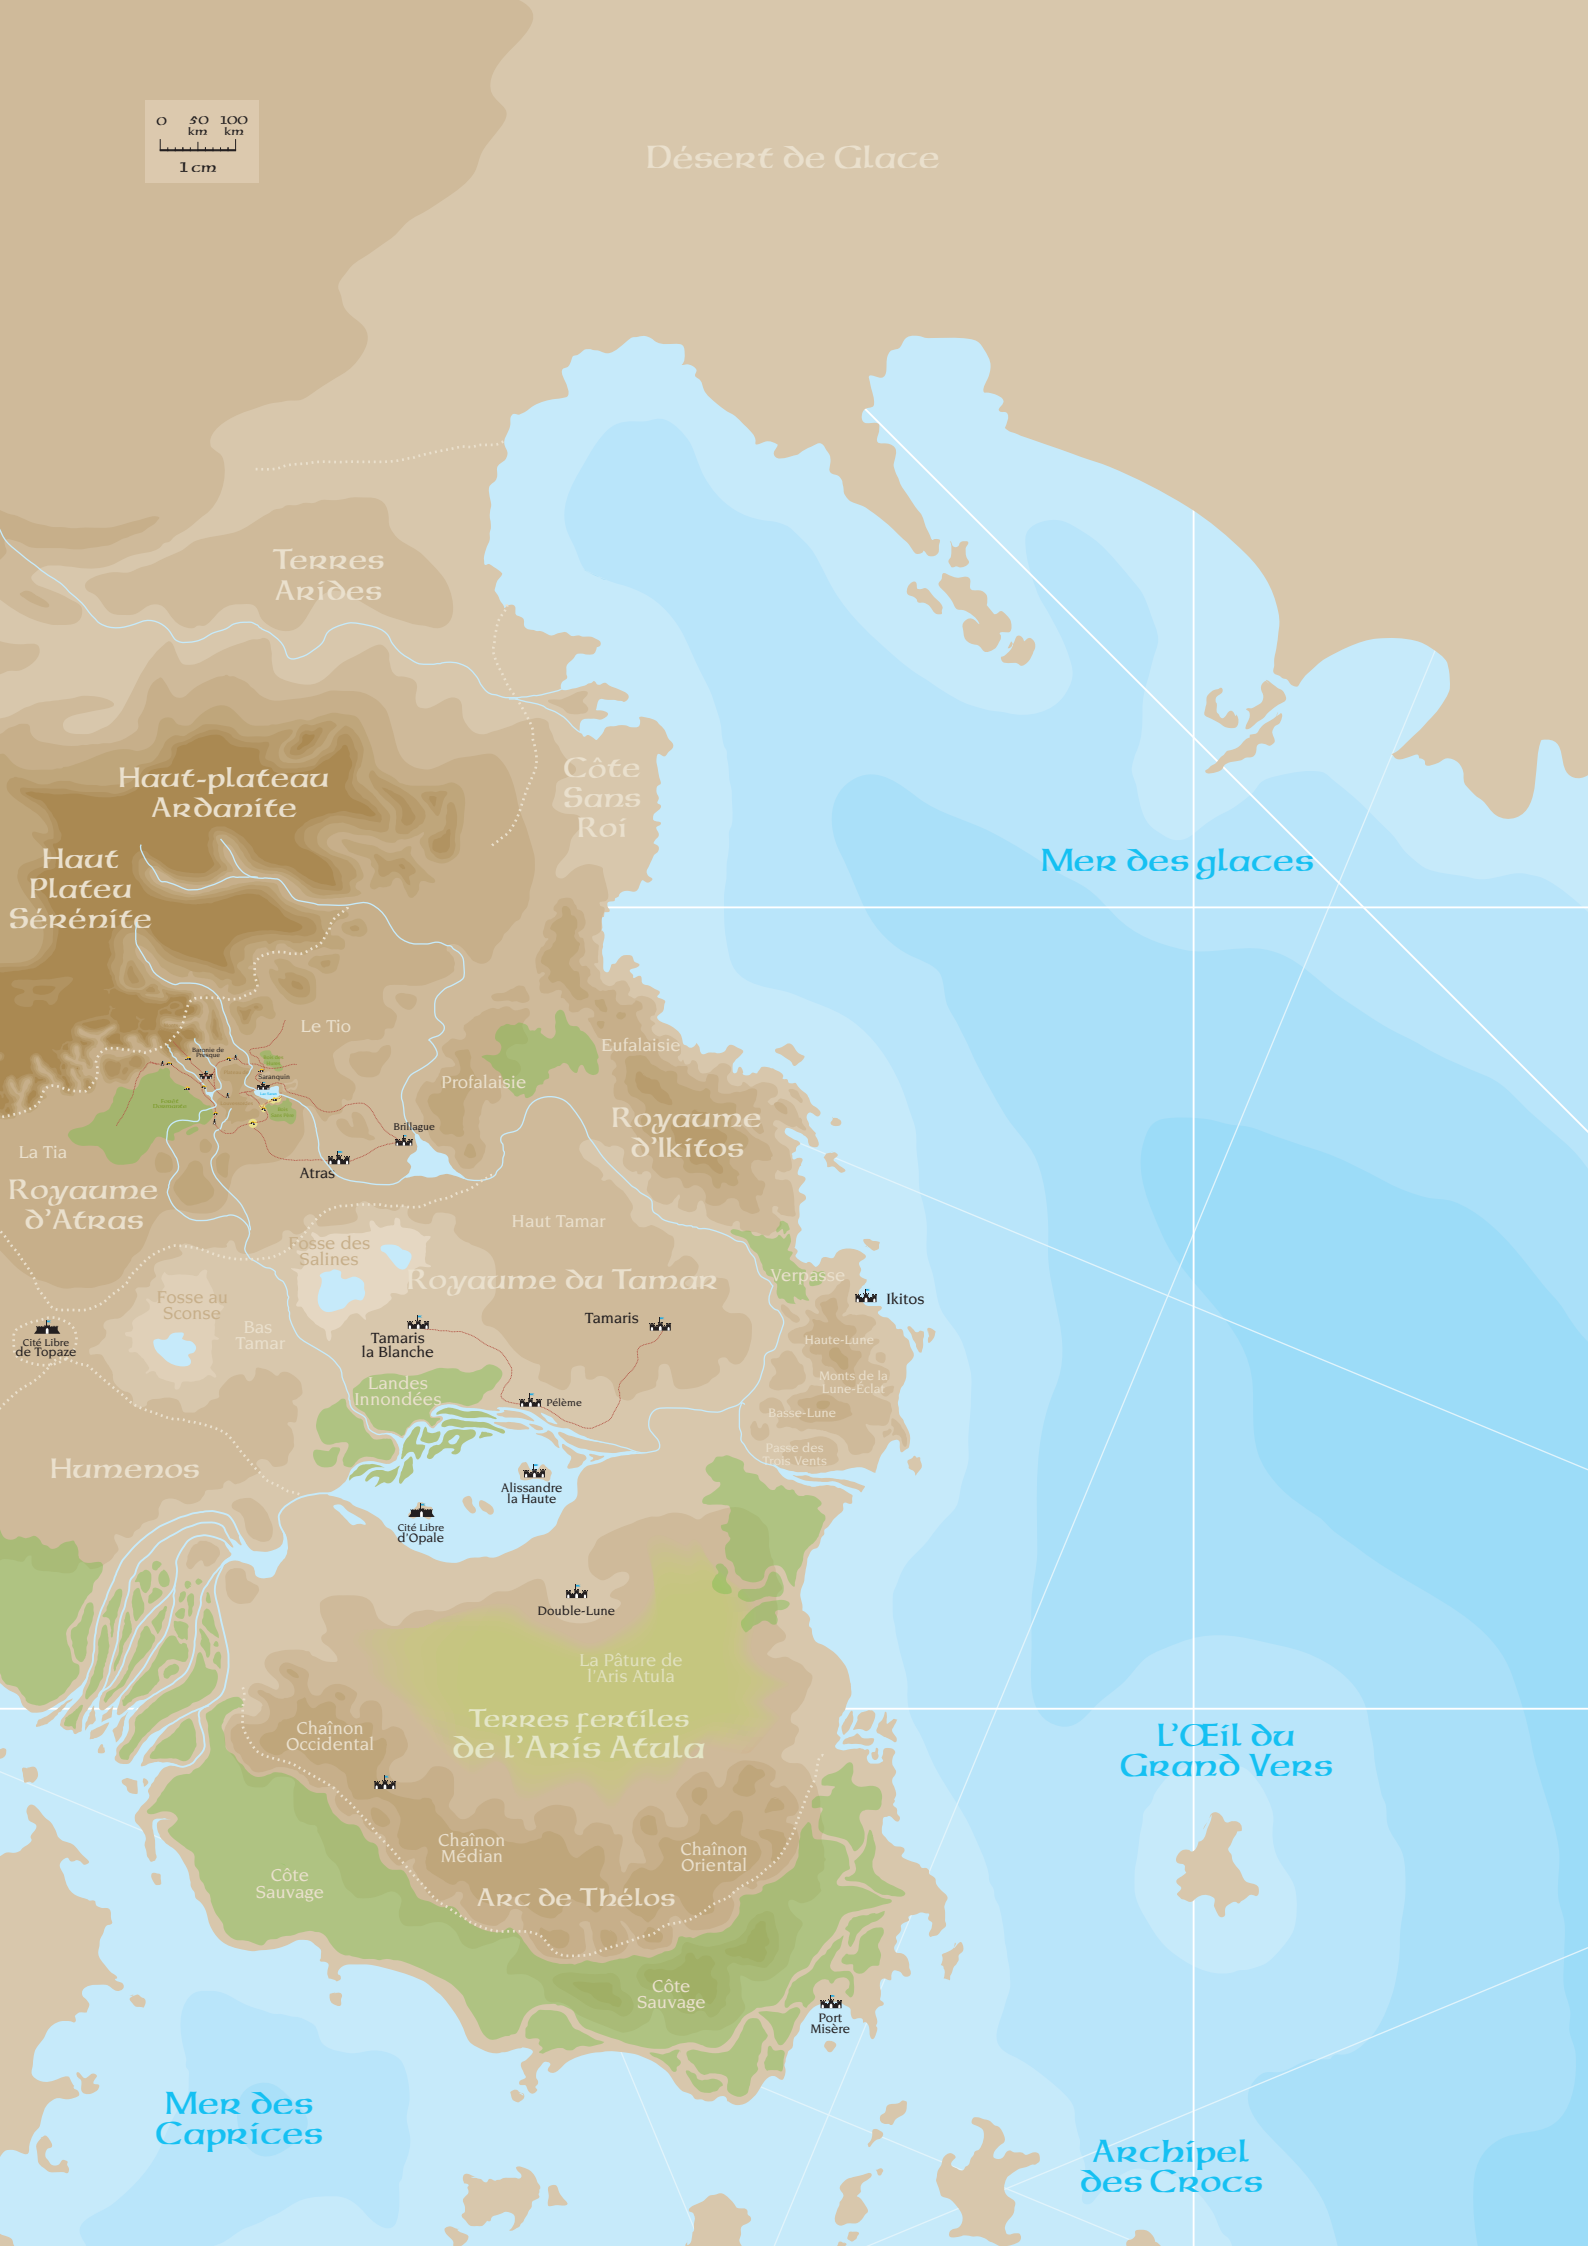 0 50 100
km km
1 cm
Désert de Glace
Terres
Arides
Côte
Sans
Roi
Haut-plateau
Ardanite
Haut
Plateu
Sérénite
Mer des glaces
Le Tio
Eufalaisie
Baronie de
Presque
Profalaisie
Saranquin
Royaume
d'Ikitos
Brillague
La Tia
Atras
Royaume
d'Atras
Haut Tamar
Fosse des
Salines
Royaume du Tamar
Verpasse
Fosse au
Sconse
Ikitos
Tamaris
Bas
Tamar
Tamaris
la Blanche
Cité Libre
de Topaze
Haute-Lune
Monts de la
Lune-Éclat
Landes
Innondées
Pélème
Basse-Lune
Passe des
Trois Vents
Humenos
Alissandre
la Haute
Cité Libre
d'Opale
Double-Lune
La Pâture de
l'Aris Atula
Terres fertiles
de l'Aris Atula
Chaînon
Occidental
L'Œil du
Grand Vers
Chaînon
Médian
Chaînon
Oriental
Côte
Sauvage
Arc de Thélos
Côte
Sauvage
Port
Misère
Mer des
Caprices
Archipel
des Crocs